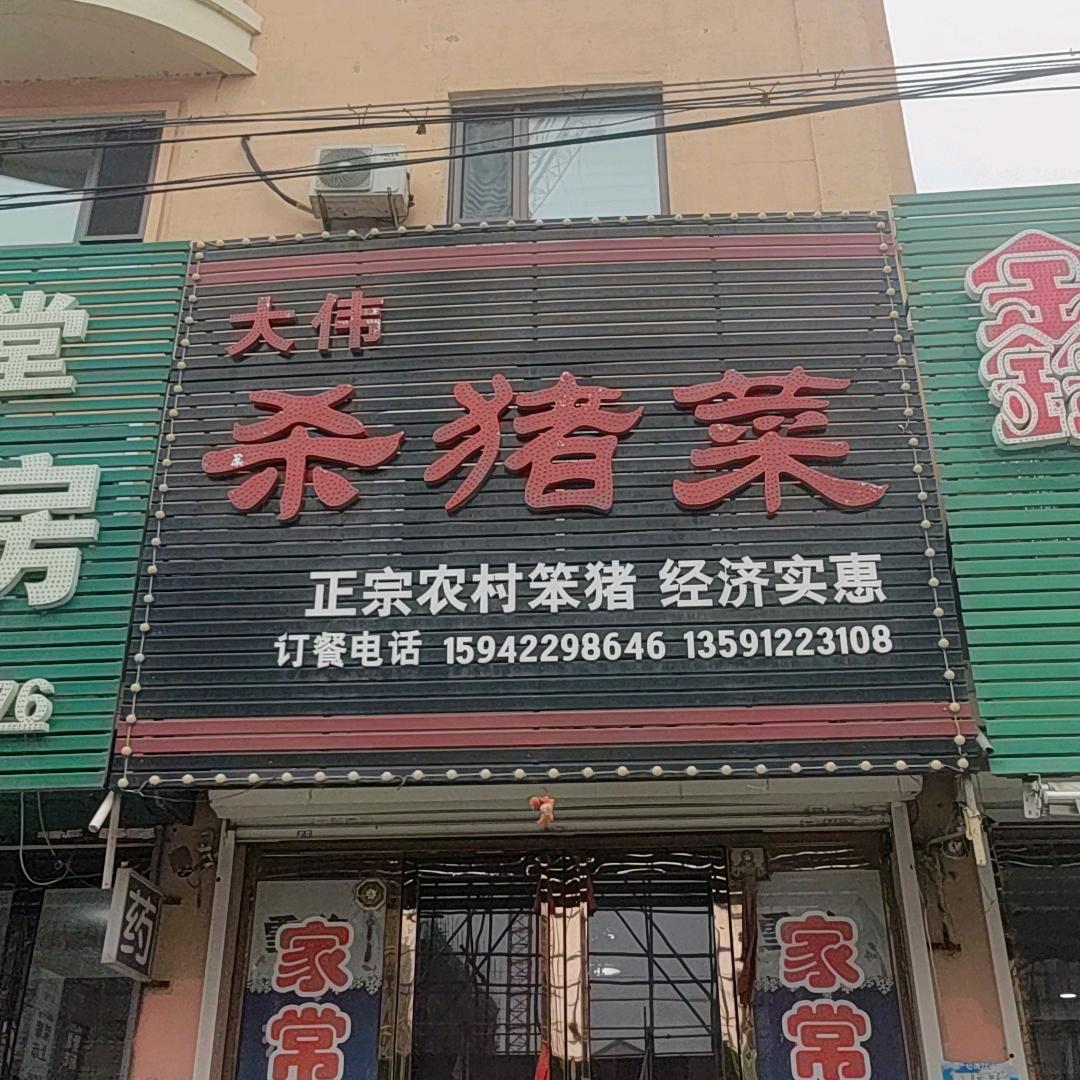 大伟
杀猪菜
正宗农村笨猪 经济实惠
订餐电话 15942298646 13591223108
堂
房
76
鑫
药
家常
家常